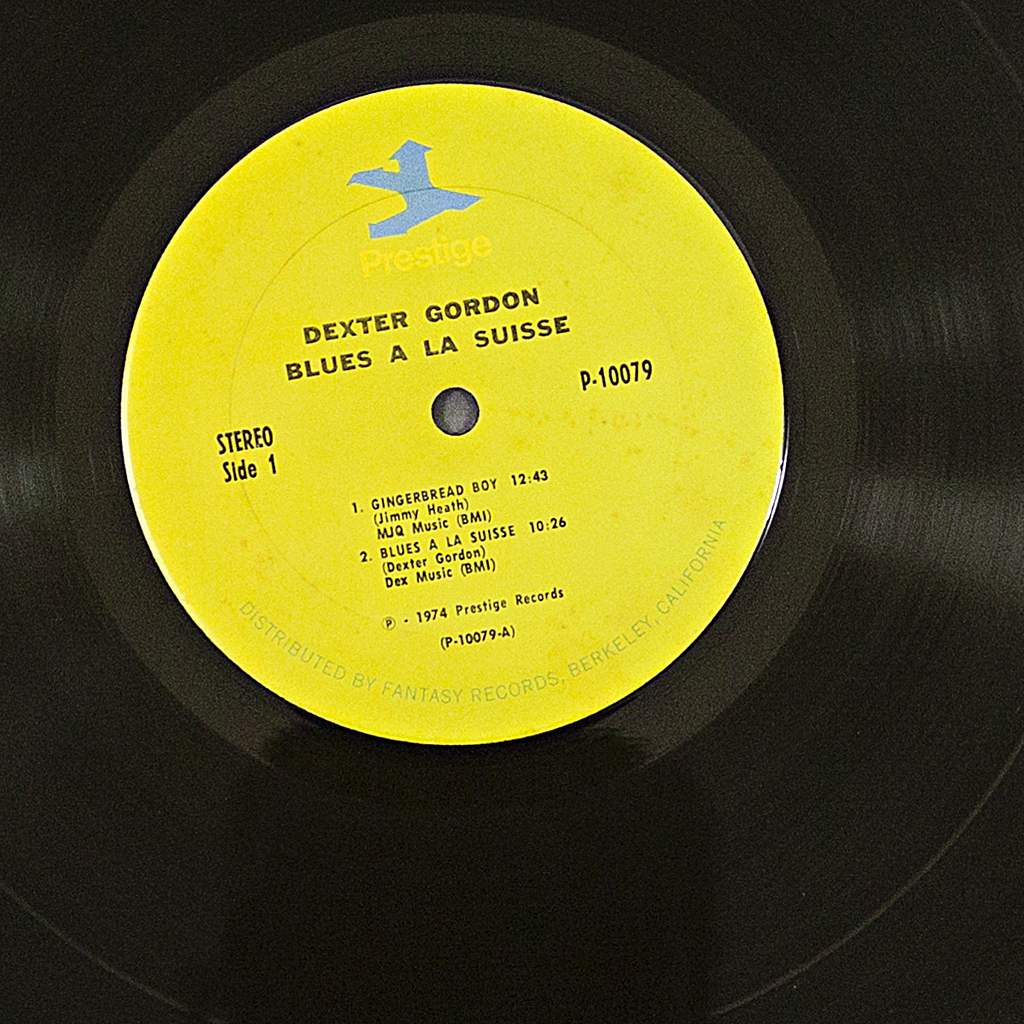 Prestige
DEXTER GORDON
BLUES A LA SUISSE
P-10079
STEREO
Side 1
1. GINGERBREAD BOY 12:43
(Jimmy Heath)
MJQ Music (BMI)
2. BLUES A LA SUISSE 10:26
(Dexter Gordon)
Dex Music (BMI)
℗ - 1974 Prestige Records
(P-10079-A)
DISTRIBUTED BY FANTASY RECORDS, BERKELEY, CALIFORNIA